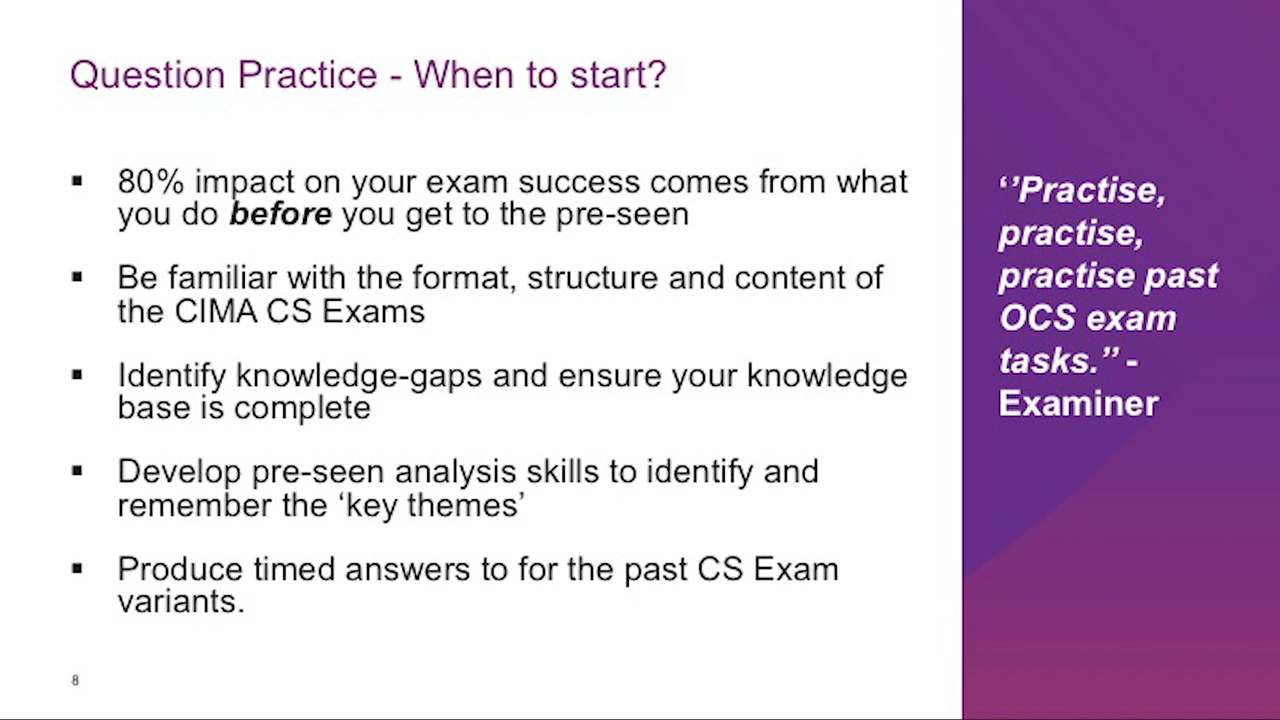 Question Practice - When to start?
▪ 80% impact on your exam success comes from what
you do before you get to the pre-seen
▪ Be familiar with the format, structure and content of
the CIMA CS Exams
▪ Identify knowledge-gaps and ensure your knowledge
base is complete
▪ Develop pre-seen analysis skills to identify and
remember the ‘key themes’
▪ Produce timed answers to for the past CS Exam
variants.
8
‘’Practise,
practise,
practise past
OCS exam
tasks.’’ -
Examiner